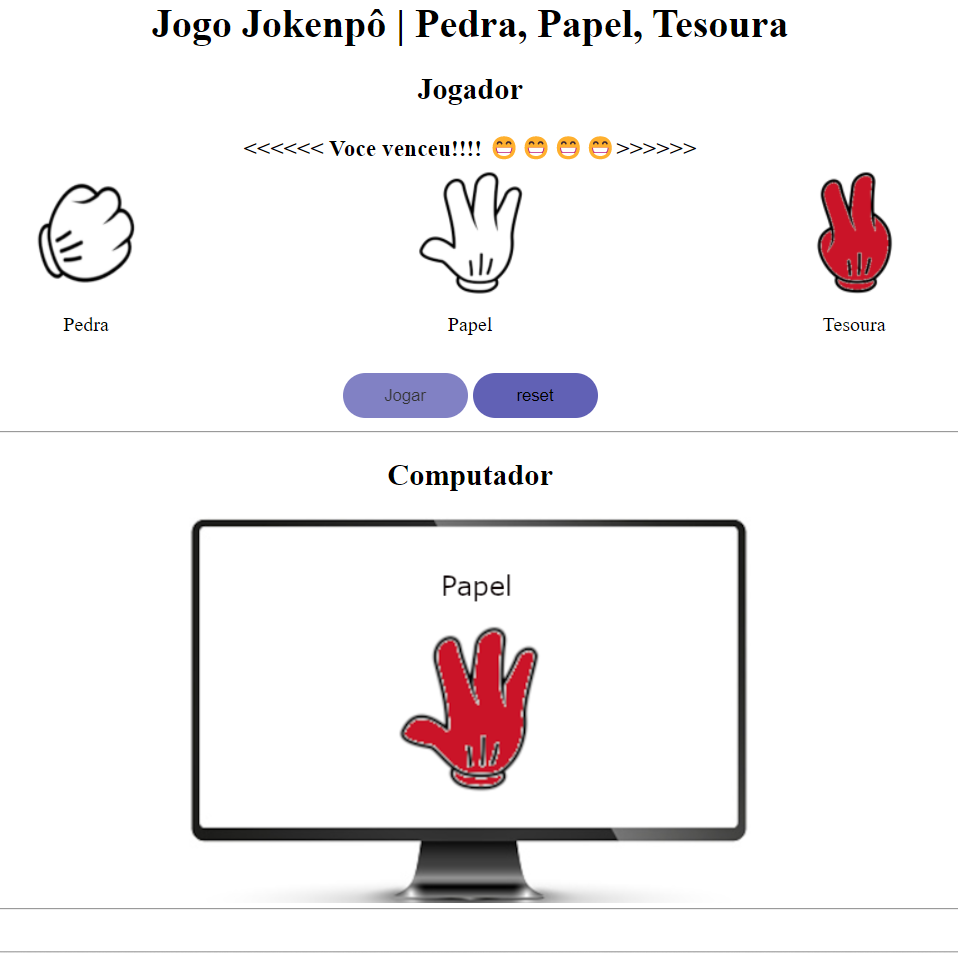 Jogo Jokenpô | Pedra, Papel, Tesoura
Jogador
<<<<<< Voce venceu!!!! 😁 😁 😁 😁 >>>>>>
Pedra
Papel
Tesoura
Jogar
reset
Computador
Papel